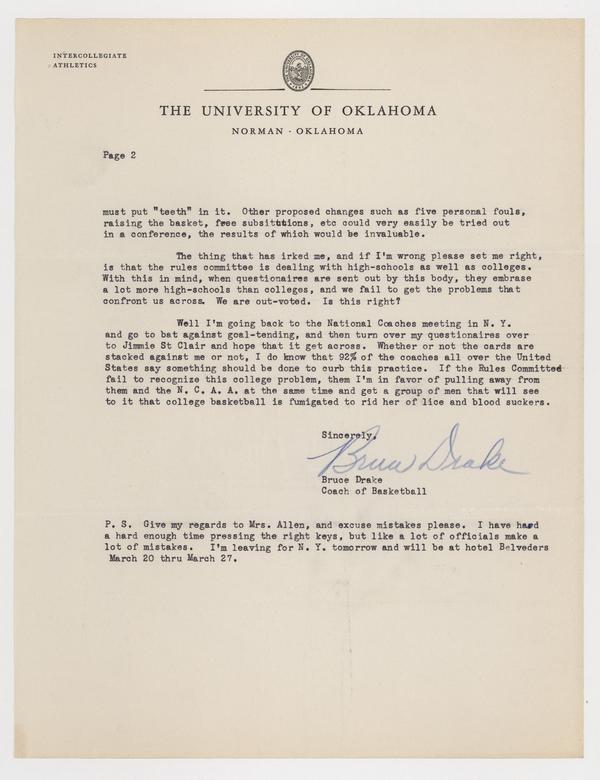 INTERCOLLEGIATE
ATHLETICS
THE UNIVERSITY OF OKLAHOMA
NORMAN · OKLAHOMA
Page 2
must put "teeth" in it. Other proposed changes such as five personal fouls,
raising the basket, free subsitutions, etc could very easily be tried out
in a conference, the results of which would be invaluable.
The thing that has irked me, and if I'm wrong please set me right,
is that the rules committee is dealing with high-schools as well as colleges.
With this in mind, when questionaires are sent out by this body, they embrase
a lot more high-schools than colleges, and we fail to get the problems that
confront us across. We are out-voted. Is this right?
Well I'm going back to the National Coaches meeting in N. Y.
and go to bat against goal-tending, and then turn over my questionaires over
to Jimmie St Clair and hope that it get across. Whether or not the cards are
stacked against me or not, I do know that 92% of the coaches all over the United
States say something should be done to curb this practice. If the Rules Committed
fail to recognize this college problem, them I'm in favor of pulling away from
them and the N. C. A. A. at the same time and get a group of men that will see
to it that college basketball is fumigated to rid her of lice and blood suckers.
Sincerely,
Bruce Drake
Bruce Drake
Coach of Basketball
P. S. Give my regards to Mrs. Allen, and excuse mistakes please. I have had
a hard enough time pressing the right keys, but like a lot of officials make a
lot of mistakes. I'm leaving for N. Y. tomorrow and will be at hotel Belveders
March 20 thru March 27.